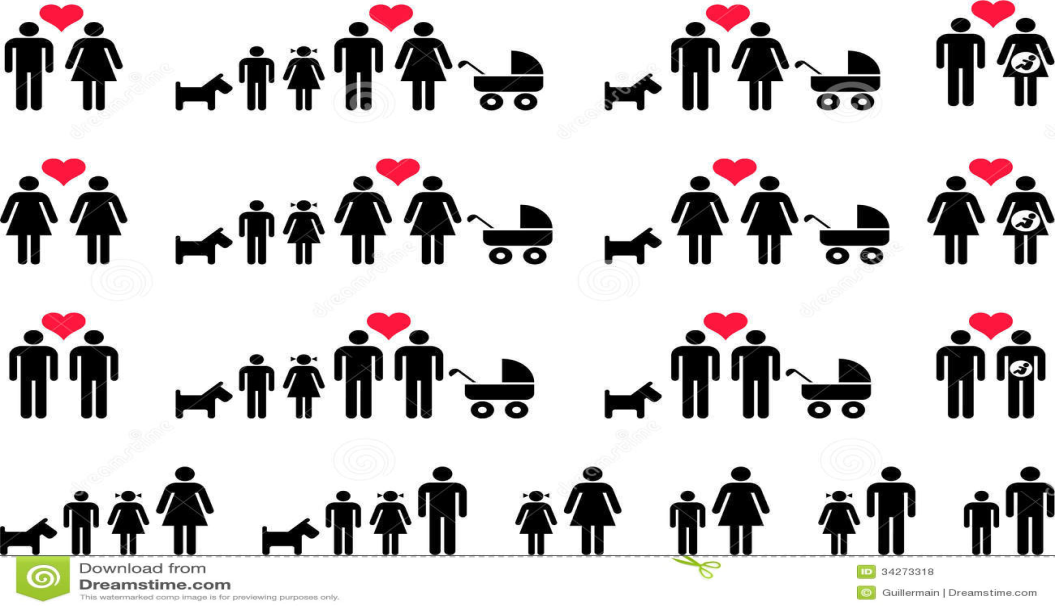 Download from
Dreamstime.com
This watermarked comp image is for previewing purposes only.
ID 34273318
© Guillermain | Dreamstime.com